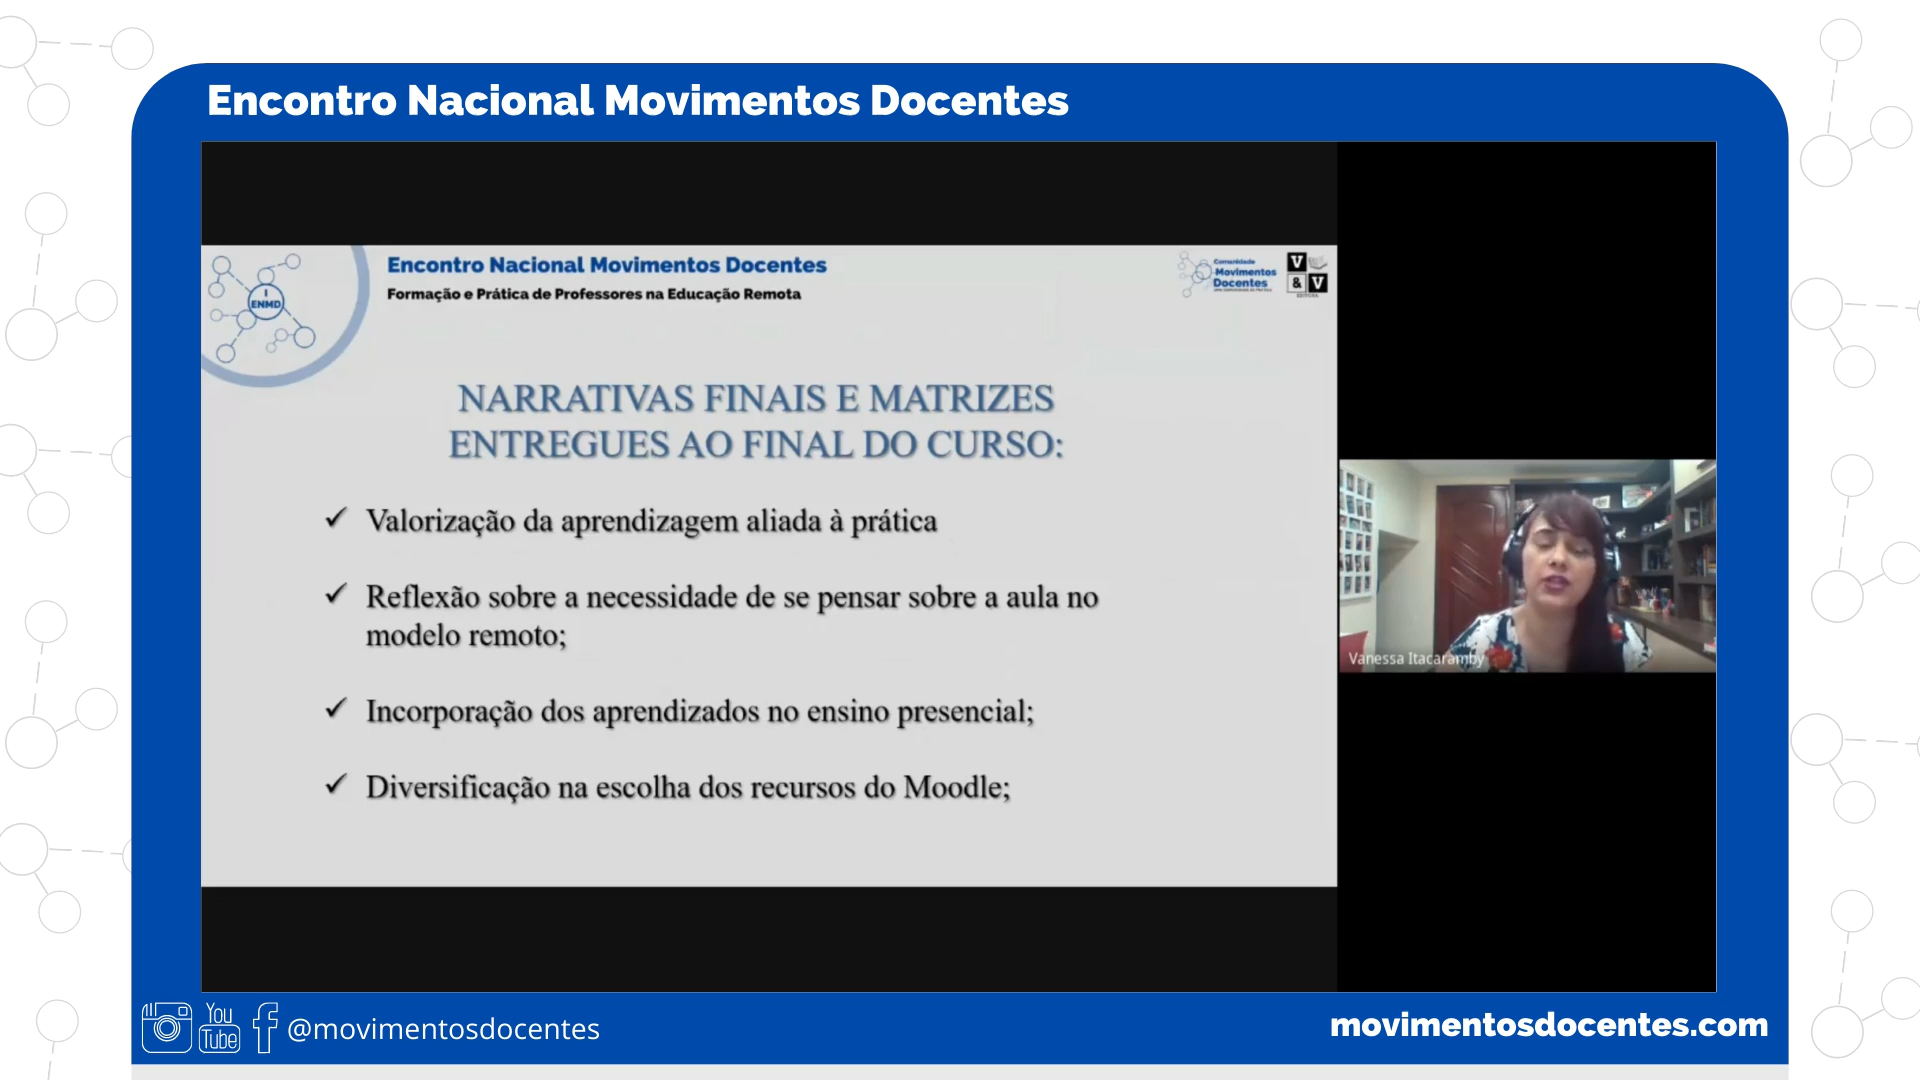 Encontro Nacional Movimentos Docentes
I
ENMD
Encontro Nacional Movimentos Docentes
Formação e Prática de Professores na Educação Remota
Comunidade
Movimentos
Docentes
V
& V
EDITORA
NARRATIVAS FINAIS E MATRIZES
ENTREGUES AO FINAL DO CURSO:
✓ Valorização da aprendizagem aliada à prática
✓ Reflexão sobre a necessidade de se pensar sobre a aula no
modelo remoto;
✓ Incorporação dos aprendizados no ensino presencial;
✓ Diversificação na escolha dos recursos do Moodle;
Vanessa Itacaramby
You
Tube
@movimentosdocentes
movimentosdocentes.com